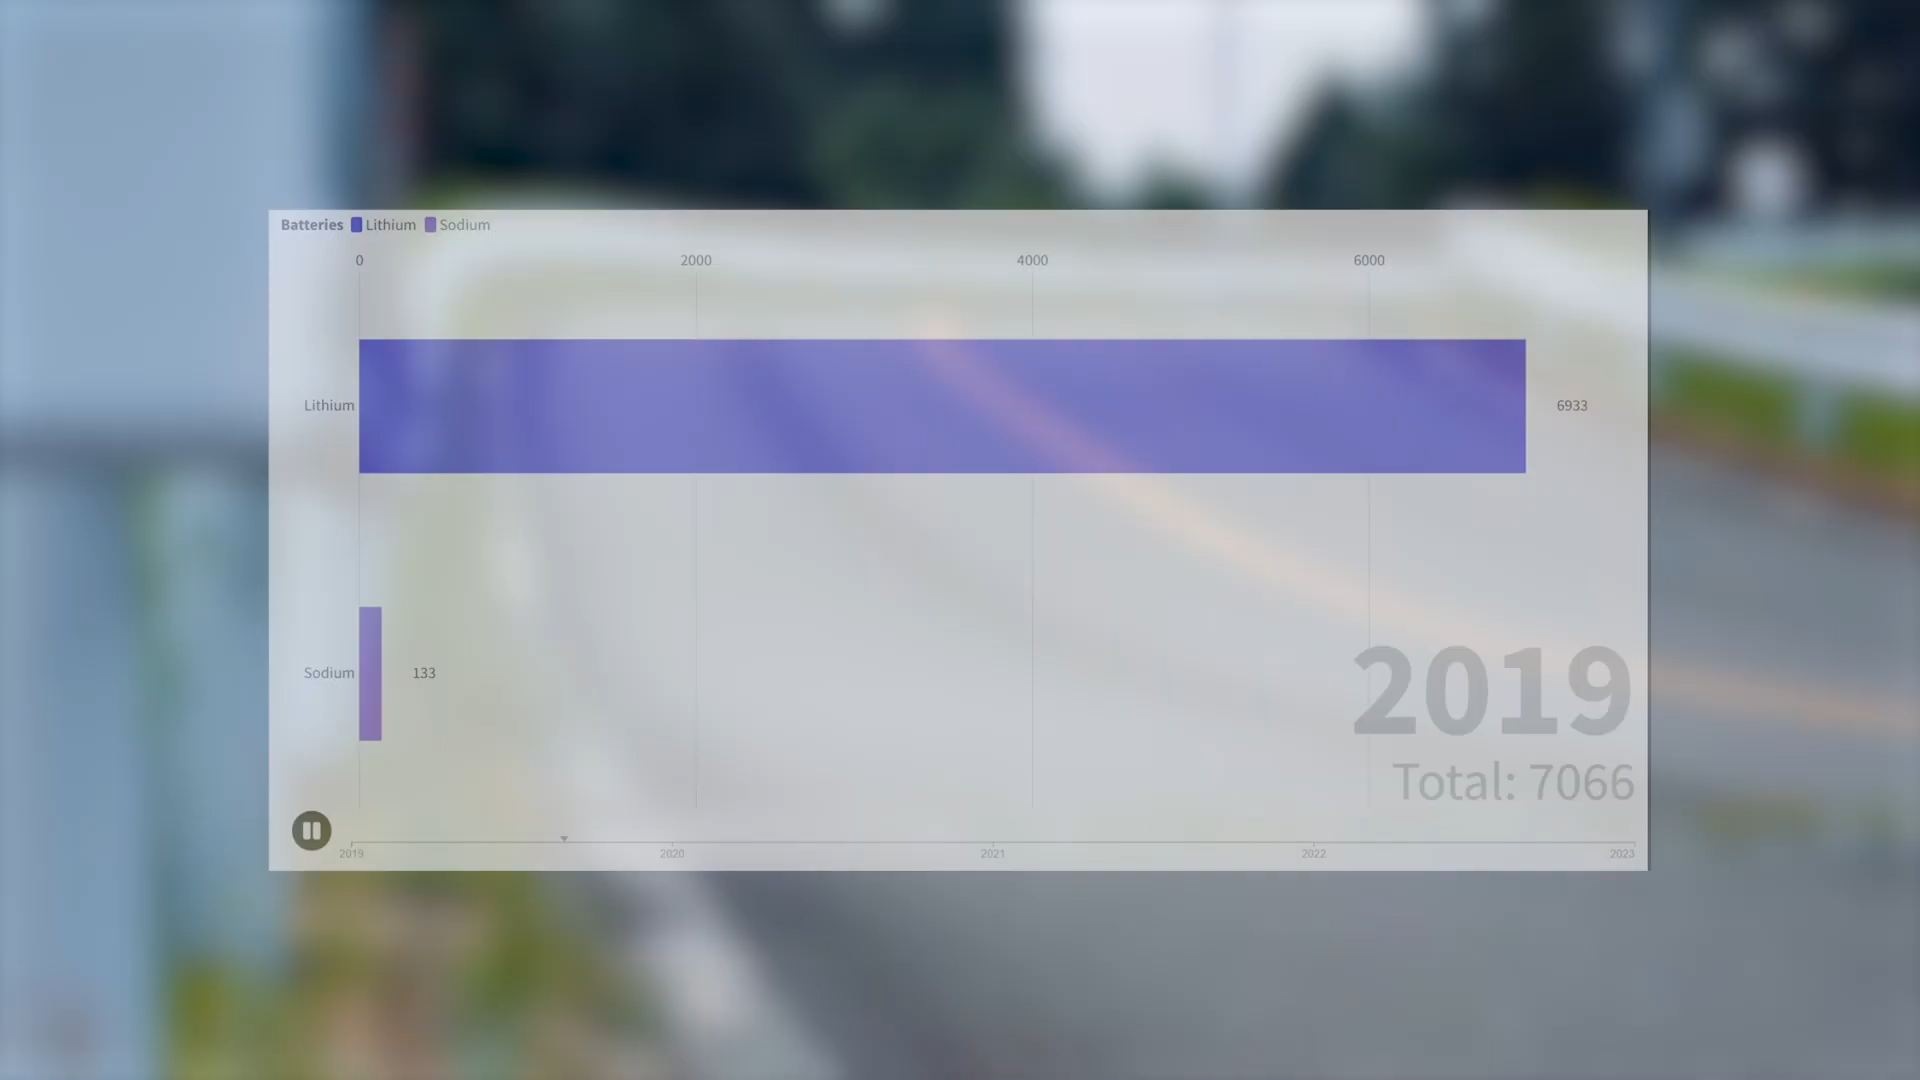 Batteries Lithium Sodium
0 2000 4000 6000
Lithium 6933
Sodium 133
2019
Total: 7066
2019 2020 2021 2022 2023